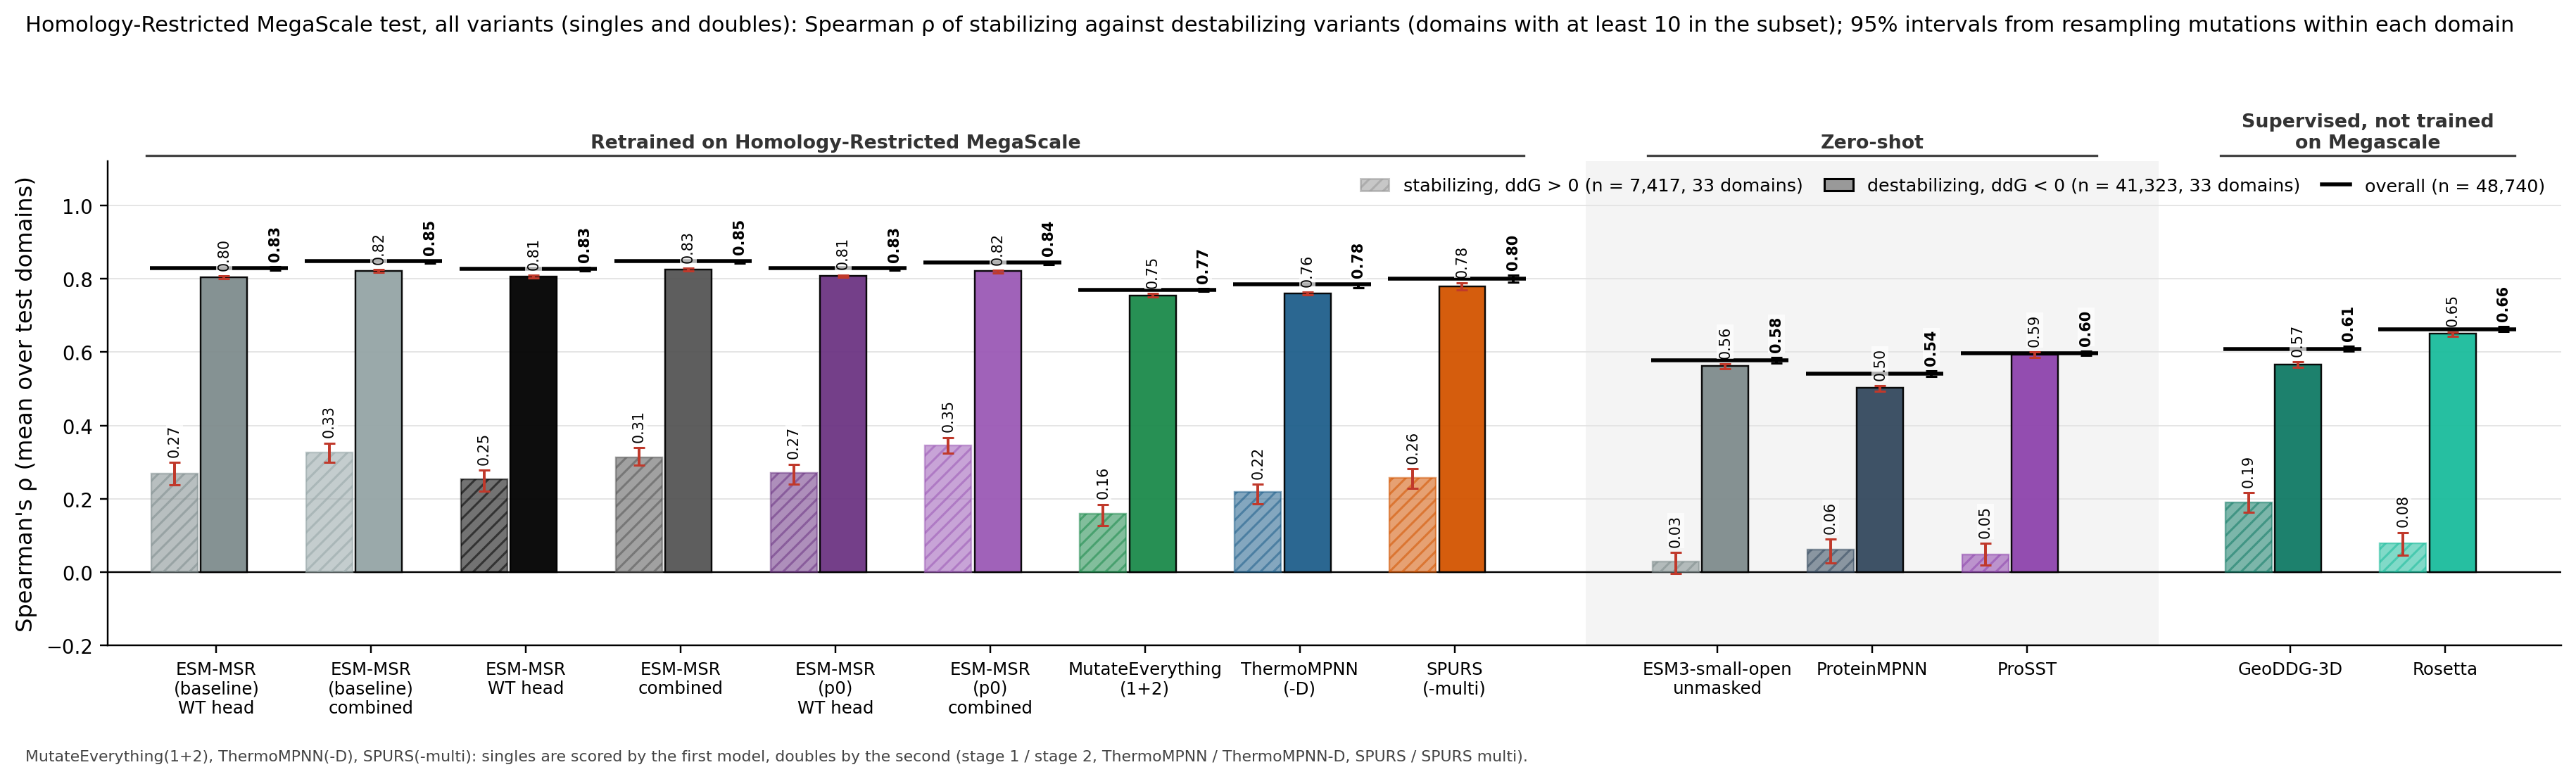 Homology-Restricted MegaScale test, all variants (singles and doubles): Spearman ρ of stabilizing against destabilizing variants (domains with at least 10 in the subset); 95% intervals from resampling mutations within each domain
Retrained on Homology-Restricted MegaScale
Zero-shot
Supervised, not trained
on Megascale
stabilizing, ddG > 0 (n = 7,417, 33 domains)
destabilizing, ddG < 0 (n = 41,323, 33 domains)
overall (n = 48,740)
Spearman's ρ (mean over test domains)
1.0
0.8
0.6
0.4
0.2
0.0
−0.2
0.27
0.80
0.83
0.33
0.82
0.85
0.25
0.81
0.83
0.31
0.83
0.85
0.27
0.81
0.83
0.35
0.82
0.84
0.16
0.75
0.77
0.22
0.76
0.78
0.26
0.78
0.80
0.03
0.56
0.58
0.06
0.50
0.54
0.05
0.59
0.60
0.19
0.57
0.61
0.08
0.65
0.66
ESM-MSR
(baseline)
WT head
ESM-MSR
(baseline)
combined
ESM-MSR
WT head
ESM-MSR
combined
ESM-MSR
(p0)
WT head
ESM-MSR
(p0)
combined
MutateEverything
(1+2)
ThermoMPNN
(-D)
SPURS
(-multi)
ESM3-small-open
unmasked
ProteinMPNN
ProSST
GeoDDG-3D
Rosetta
MutateEverything(1+2), ThermoMPNN(-D), SPURS(-multi): singles are scored by the first model, doubles by the second (stage 1 / stage 2, ThermoMPNN / ThermoMPNN-D, SPURS / SPURS multi).